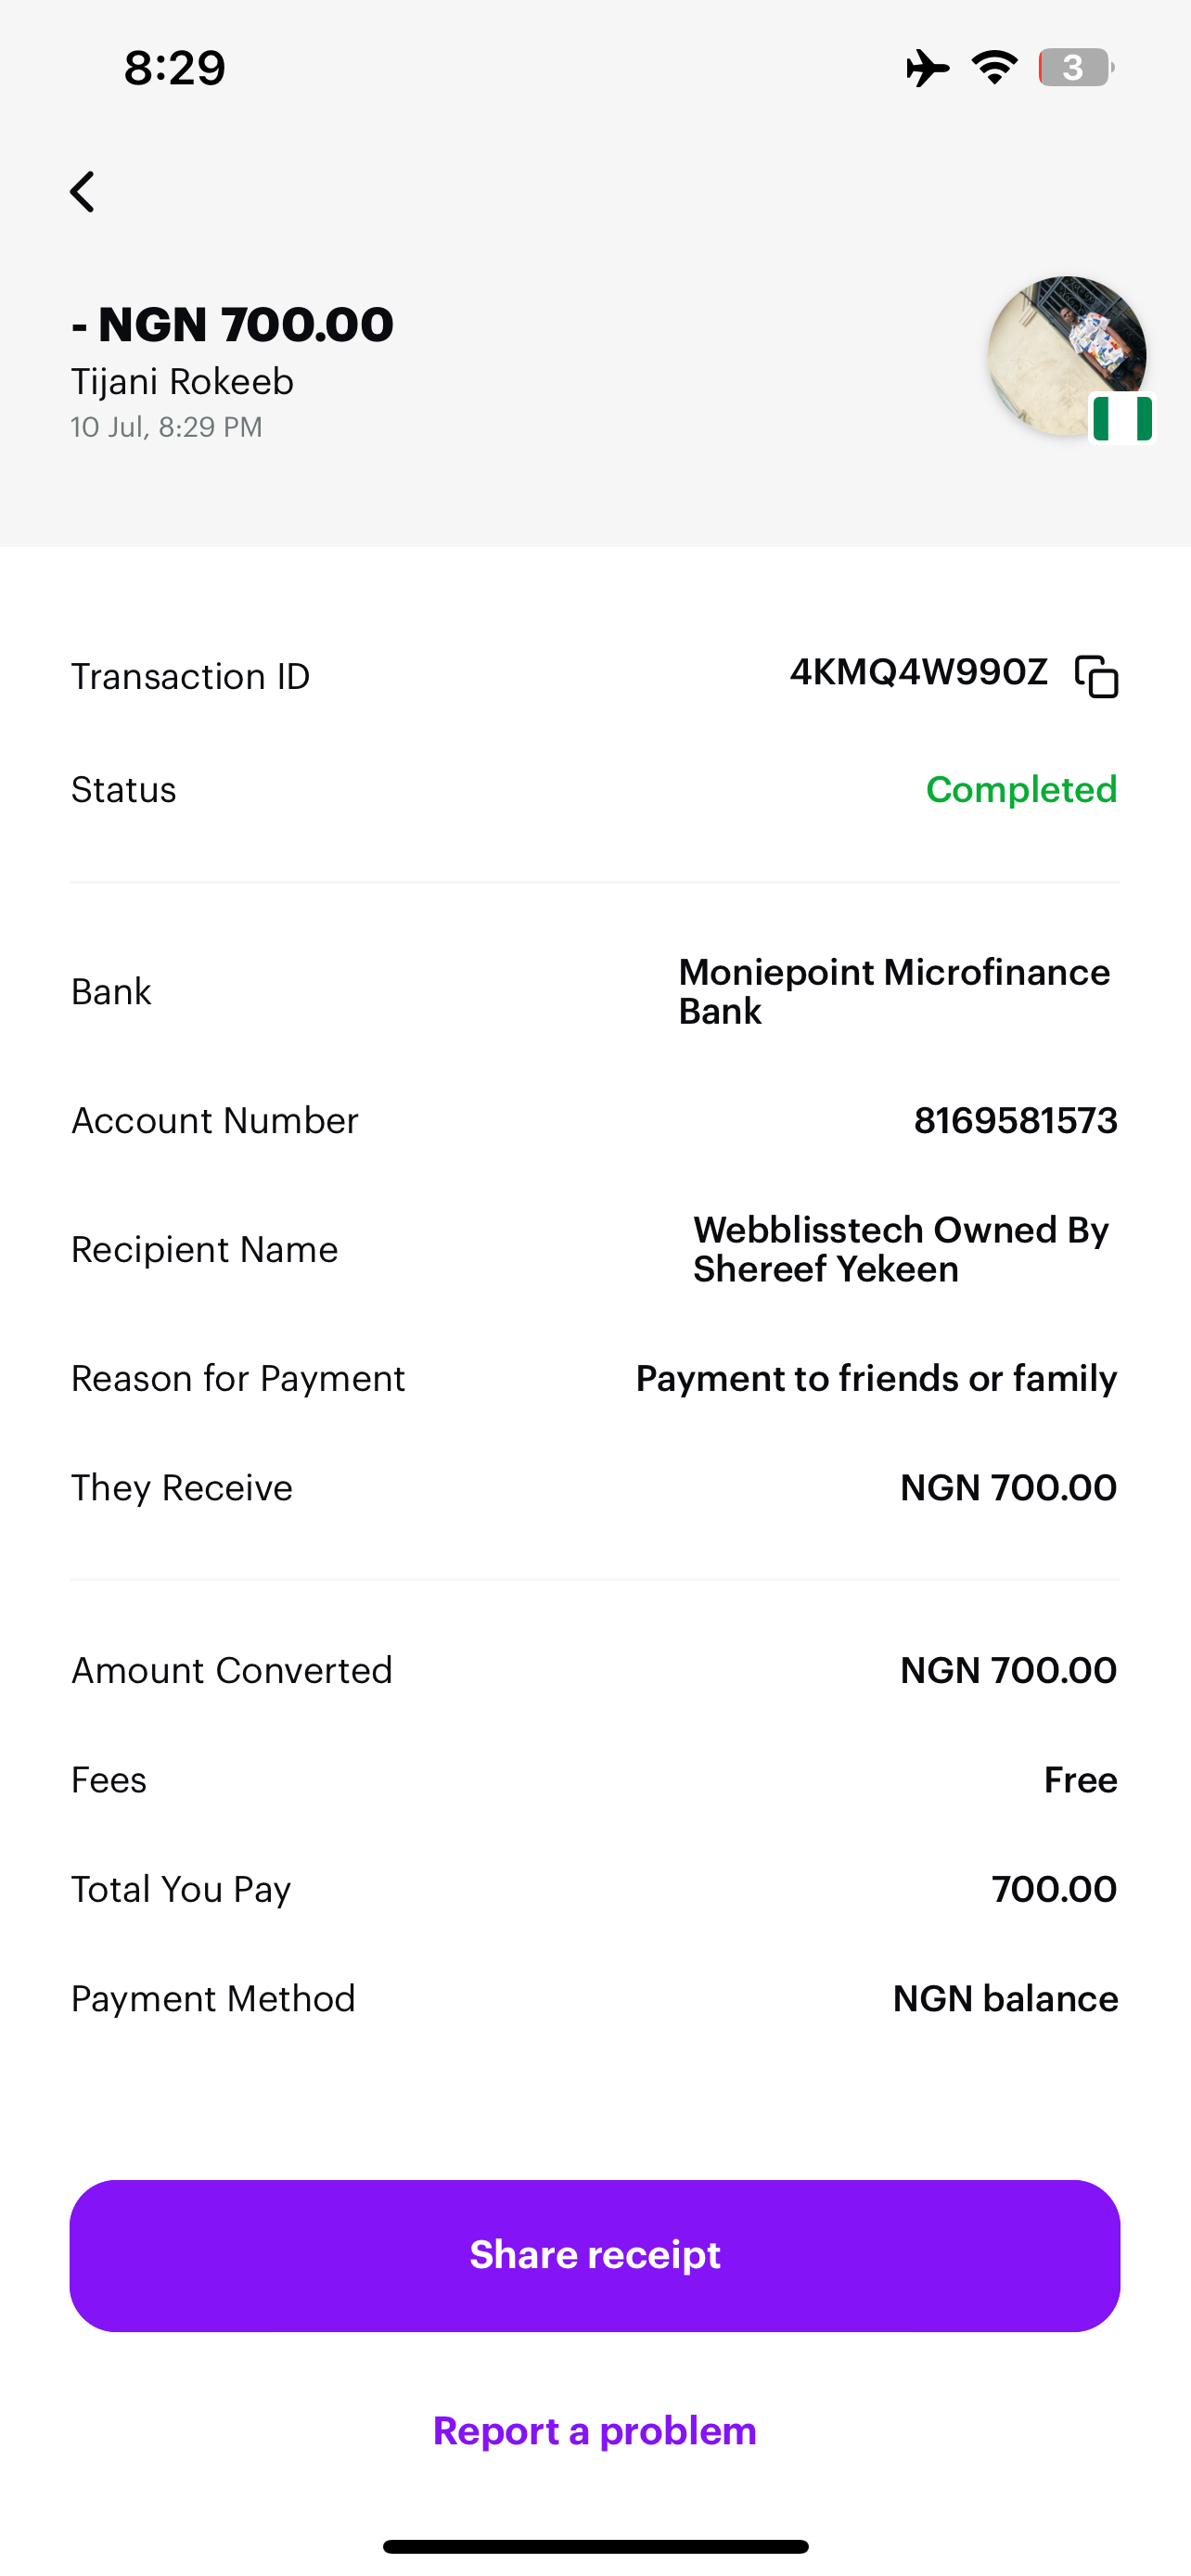 8:29
3
- NGN 700.00
Tijani Rokeeb
10 Jul, 8:29 PM
Transaction ID 4KMQ4W990Z
Status Completed
Bank Moniepoint Microfinance
Bank
Account Number 8169581573
Recipient Name Webblisstech Owned By
Shereef Yekeen
Reason for Payment Payment to friends or family
They Receive NGN 700.00
Amount Converted NGN 700.00
Fees Free
Total You Pay 700.00
Payment Method NGN balance
Share receipt
Report a problem